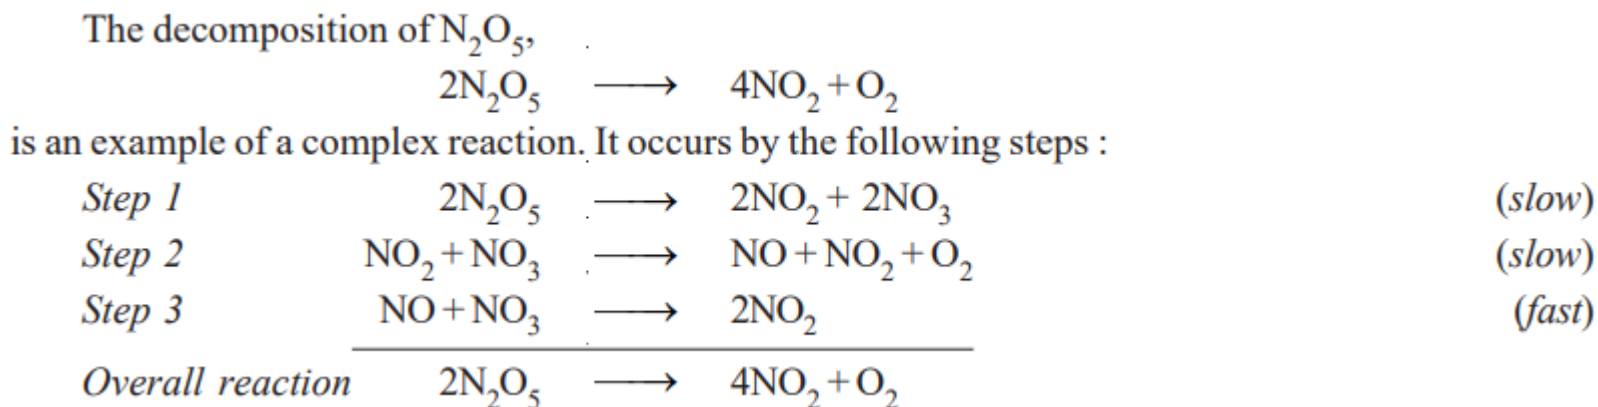 The decomposition of N₂O₅,
2N₂O₅ ⟶ 4NO₂ + O₂
is an example of a complex reaction. It occurs by the following steps :
Step 1 2N₂O₅ ⟶ 2NO₂ + 2NO₃ (slow)
Step 2 NO₂ + NO₃ ⟶ NO + NO₂ + O₂ (slow)
Step 3 NO + NO₃ ⟶ 2NO₂ (fast)
Overall reaction 2N₂O₅ ⟶ 4NO₂ + O₂